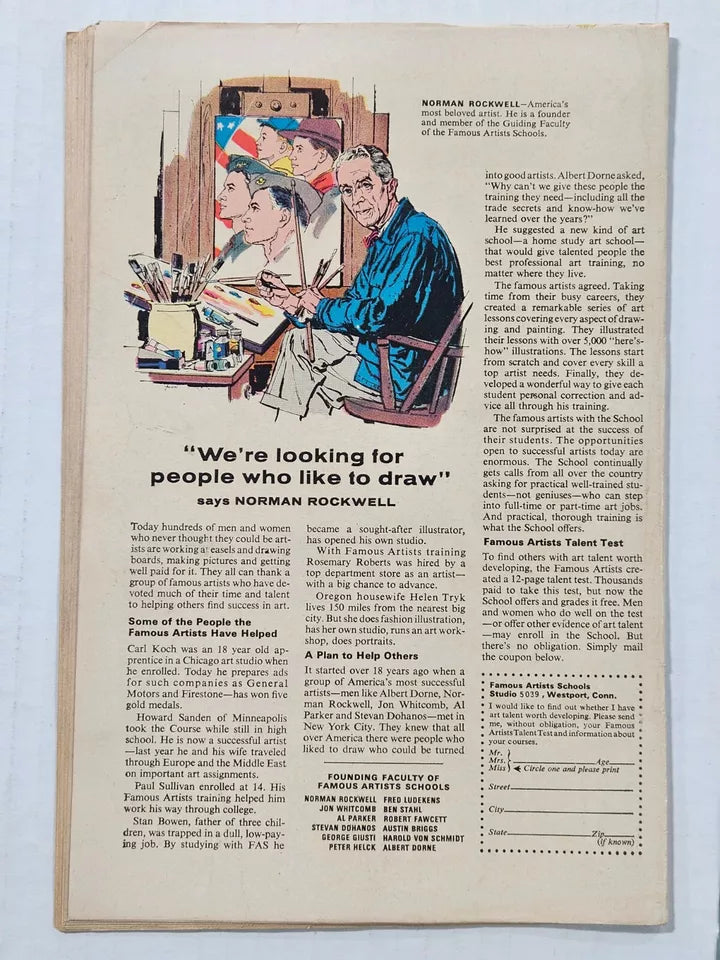 NORMAN ROCKWELL—America's
most beloved artist. He is a founder
and member of the Guiding Faculty
of the Famous Artists Schools.
"We're looking for
people who like to draw"
says NORMAN ROCKWELL
Today hundreds of men and women
who never thought they could be art-
ists are working at easels and drawing
boards, making pictures and getting
well paid for it. They all can thank a
group of famous artists who have de-
voted much of their time and talent
to helping others find success in art.
Some of the People the
Famous Artists Have Helped
Carl Koch was an 18 year old ap-
prentice in a Chicago art studio when
he enrolled. Today he prepares ads
for such companies as General
Motors and Firestone—has won five
gold medals.
Howard Sanden of Minneapolis
took the Course while still in high
school. He is now a successful artist
—last year he and his wife traveled
through Europe and the Middle East
on important art assignments.
Paul Sullivan enrolled at 14. His
Famous Artists training helped him
work his way through college.
Stan Bowen, father of three chil-
dren, was trapped in a dull, low-pay-
ing job. By studying with FAS he
became a sought-after illustrator,
has opened his own studio.
With Famous Artists training
Rosemary Roberts was hired by a
top department store as an artist—
with a big chance to advance.
Oregon housewife Helen Tryk
lives 150 miles from the nearest big
city. But she does fashion illustration,
has her own studio, runs an art work-
shop, does portraits.
A Plan to Help Others
It started over 18 years ago when a
group of America's most successful
artists—men like Albert Dorne, Nor-
man Rockwell, Jon Whitcomb, Al
Parker and Stevan Dohanos—met in
New York City. They knew that all
over America there were people who
liked to draw who could be turned
into good artists. Albert Dorne asked,
"Why can't we give these people the
training they need—including all the
trade secrets and know-how we've
learned over the years?"
He suggested a new kind of art
school—a home study art school—
that would give talented people the
best professional art training, no
matter where they live.
The famous artists agreed. Taking
time from their busy careers, they
created a remarkable series of art
lessons covering every aspect of draw-
ing and painting. They illustrated
their lessons with over 5,000 "here's-
how" illustrations. The lessons start
from scratch and cover every skill a
top artist needs. Finally, they de-
veloped a wonderful way to give each
student personal correction and ad-
vice all through his training.
The famous artists with the School
are not surprised at the success of
their students. The opportunities
open to successful artists today are
enormous. The School continually
gets calls from all over the country
asking for practical well-trained stu-
dents—not geniuses—who can step
into full-time or part-time art jobs.
And practical, thorough training is
what the School offers.
Famous Artists Talent Test
To find others with art talent worth
developing, the Famous Artists cre-
ated a 12-page talent test. Thousands
paid to take this test, but now the
School offers and grades it free. Men
and women who do well on the test
—or offer other evidence of art talent
—may enroll in the School. But
there's no obligation. Simply mail
the coupon below.
FOUNDING FACULTY OF
FAMOUS ARTISTS SCHOOLS
NORMAN ROCKWELL FRED LUDEKENS
JON WHITCOMB BEN STAHL
AL PARKER ROBERT FAWCETT
STEVAN DOHANOS AUSTIN BRIGGS
GEORGE GIUSTI HAROLD VON SCHMIDT
PETER HELCK ALBERT DORNE
Famous Artists Schools
Studio 5039, Westport, Conn.
I would like to find out whether I have
art talent worth developing. Please send
me, without obligation, your Famous
Artists Talent Test and information about
your courses.
Mr.
Mrs. Age
Miss Circle one and please print
Street
City
State Zip
(if known)